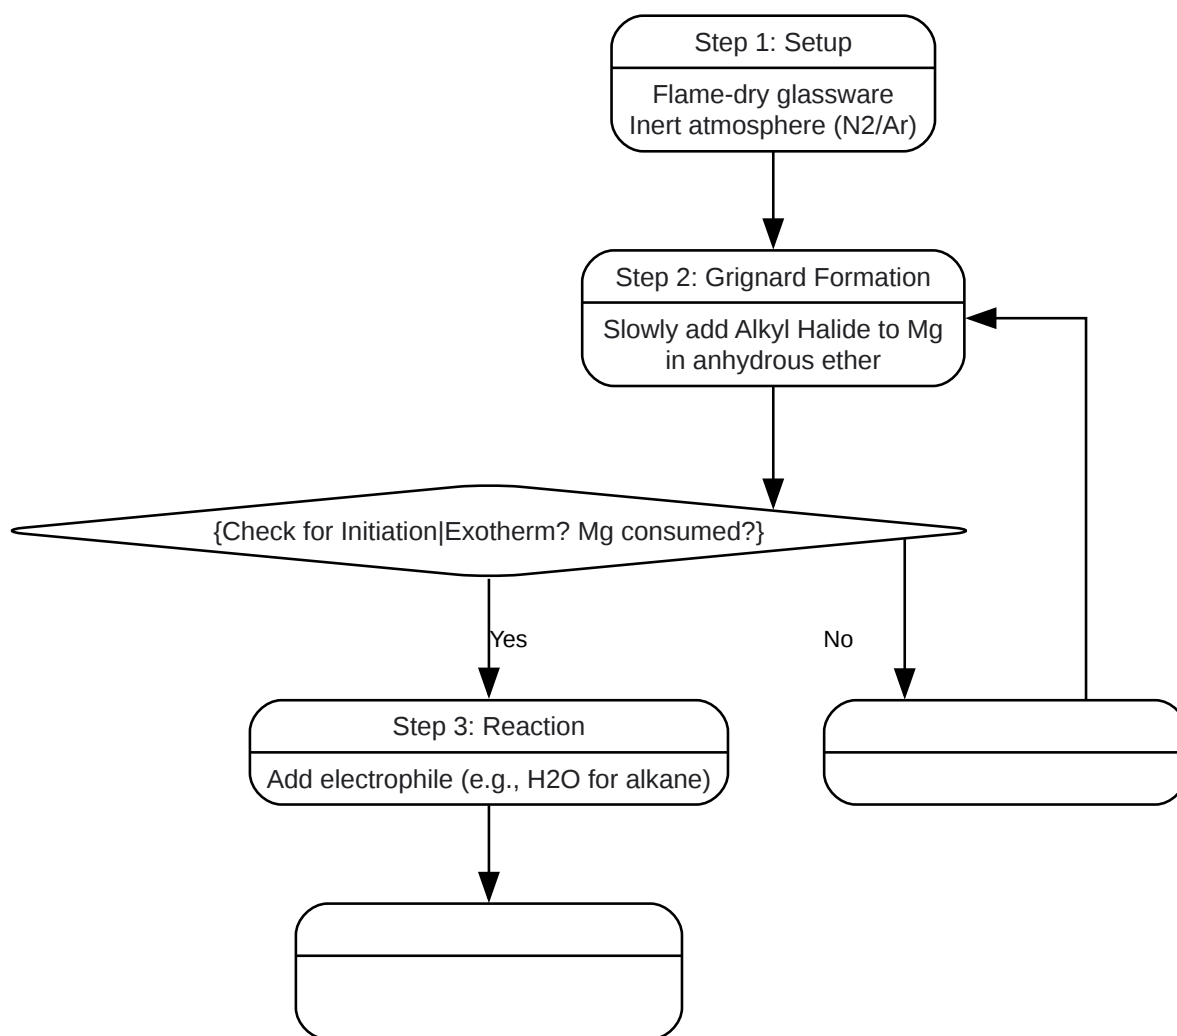 Step 1: Setup
Flame-dry glassware
Inert atmosphere (N2/Ar)
Step 2: Grignard Formation
Slowly add Alkyl Halide to Mg
in anhydrous ether
{Check for Initiation|Exotherm? Mg consumed?}
Yes
No
Step 3: Reaction
Add electrophile (e.g., H2O for alkane)